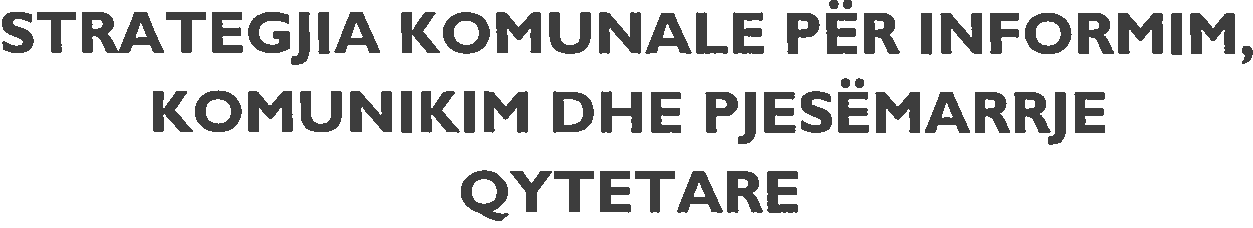 STRATEGJIA KOMUNALE PËR INFORMIM,
KOMUNIKIM DHE PJESËMARRJE
QYTETARE